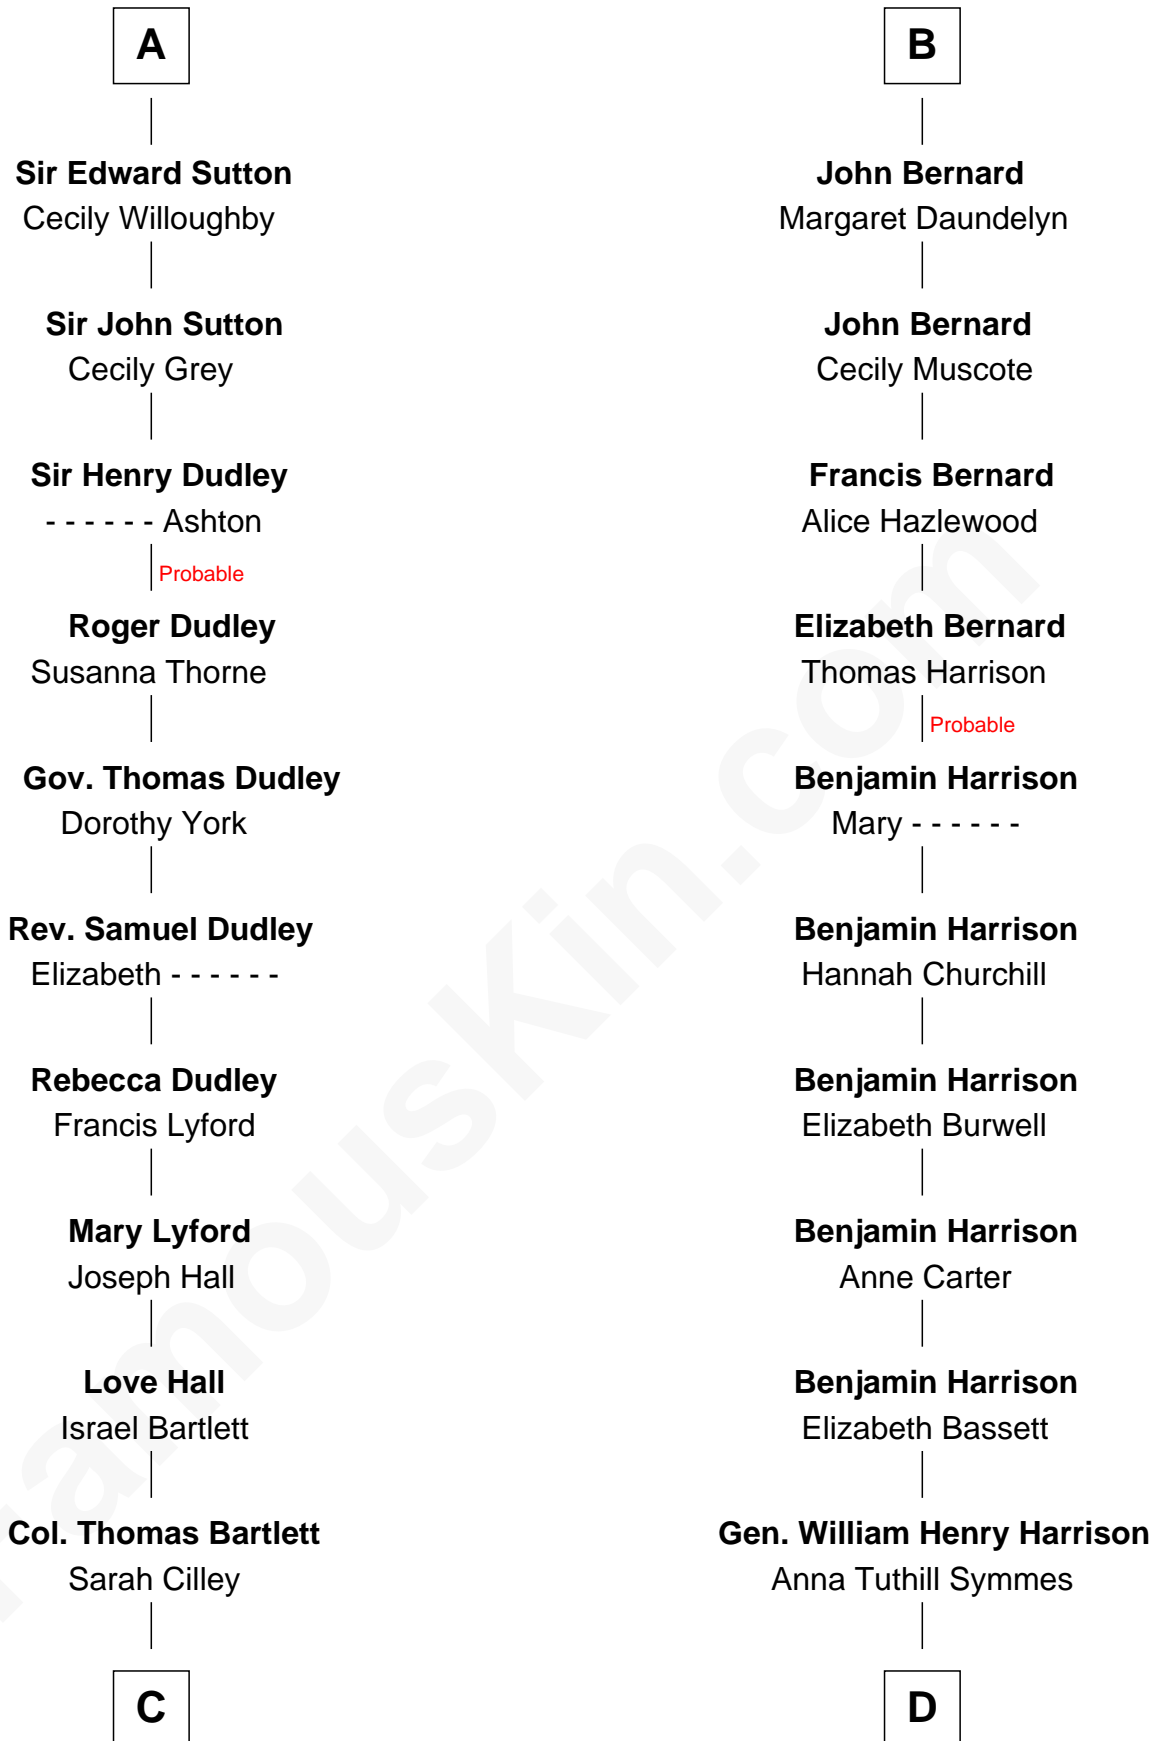 A
Sir Edward Sutton
Cecily Willoughby
Sir John Sutton
Cecily Grey
Sir Henry Dudley
- - - - - - Ashton
Probable
Roger Dudley
Susanna Thorne
Gov. Thomas Dudley
Dorothy York
Rev. Samuel Dudley
Elizabeth - - - - - -
Rebecca Dudley
Francis Lyford
Mary Lyford
Joseph Hall
Love Hall
Israel Bartlett
Col. Thomas Bartlett
Sarah Cilley
C
B
John Bernard
Margaret Daundelyn
John Bernard
Cecily Muscote
Francis Bernard
Alice Hazlewood
Elizabeth Bernard
Thomas Harrison
Probable
Benjamin Harrison
Mary - - - - - -
Benjamin Harrison
Hannah Churchill
Benjamin Harrison
Elizabeth Burwell
Benjamin Harrison
Anne Carter
Benjamin Harrison
Elizabeth Bassett
Gen. William Henry Harrison
Anna Tuthill Symmes
D
FamousKin.com